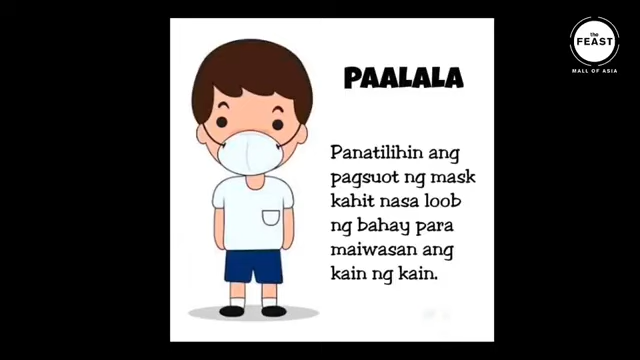 the
FEAST
MALL OF ASIA
PAALALA
Panatilihin ang
pagsuot ng mask
kahit nasa loob
ng bahay para
maiwasan ang
kain ng kain.